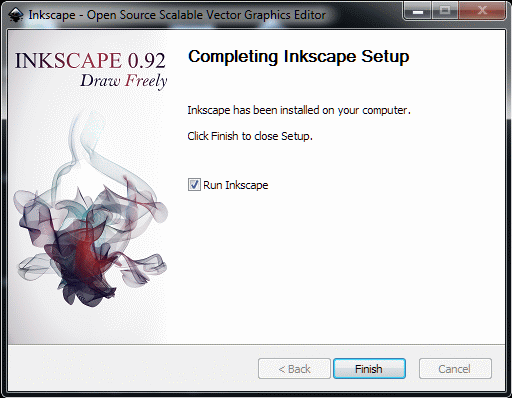 Inkscape - Open Source Scalable Vector Graphics Editor
INKSCAPE 0.92
Draw Freely
Completing Inkscape Setup
Inkscape has been installed on your computer.
Click Finish to close Setup.
Run Inkscape
< Back
Finish
Cancel